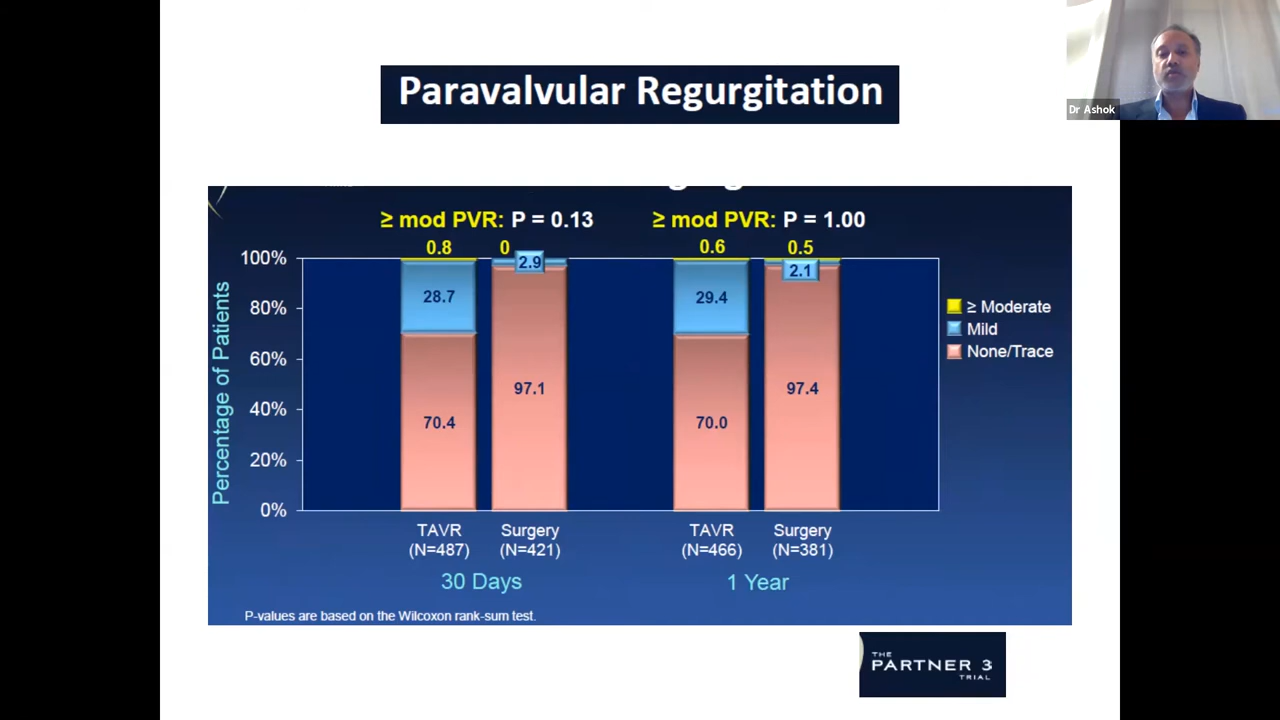 Paravalvular Regurgitation
Dr Ashok
≥ mod PVR: P = 0.13
≥ mod PVR: P = 1.00
0.8
0
0.6
0.5
100%
80%
60%
40%
20%
0%
Percentage of Patients
28.7
2.9
29.4
2.1
70.4
97.1
70.0
97.4
≥ Moderate
Mild
None/Trace
TAVR
(N=487)
Surgery
(N=421)
TAVR
(N=466)
Surgery
(N=381)
30 Days
1 Year
P-values are based on the Wilcoxon rank-sum test.
THE
PARTNER 3
TRIAL